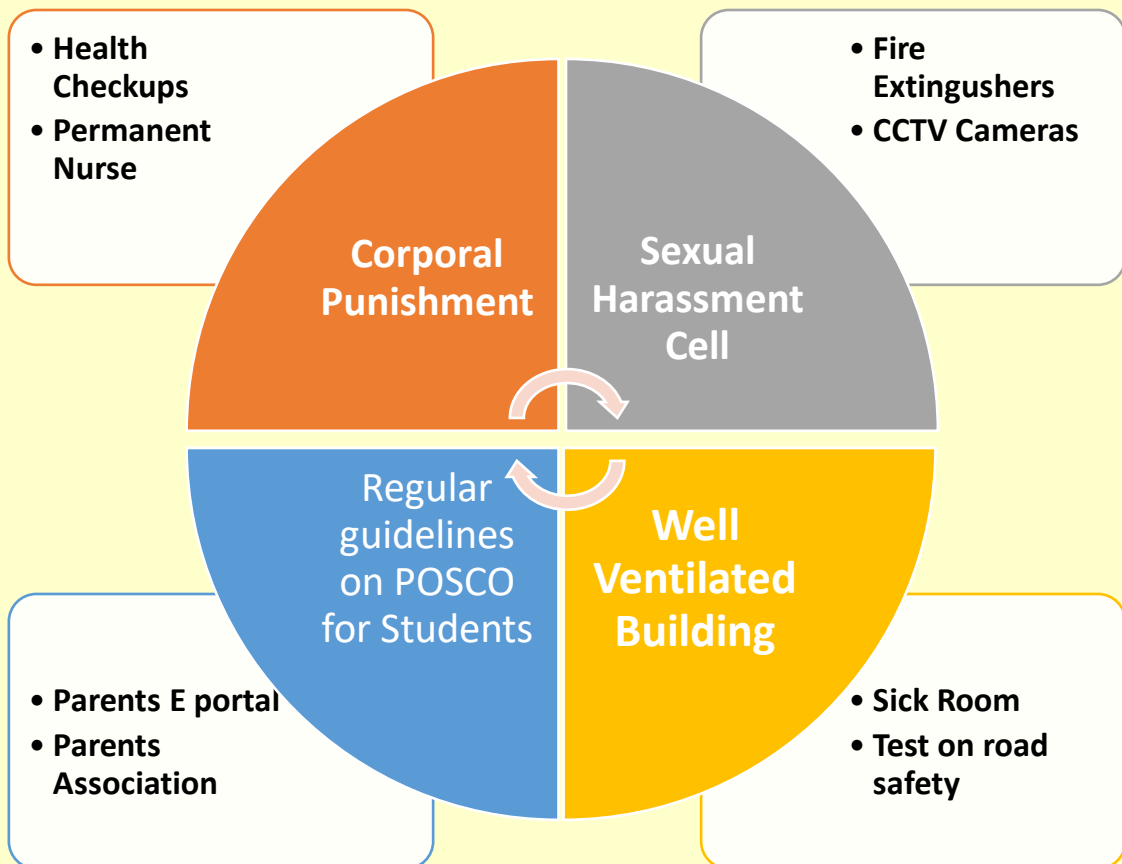 • Health
Checkups
• Permanent
Nurse
• Fire
Extingushers
• CCTV Cameras
Corporal
Punishment
Sexual
Harassment
Cell
Regular
guidelines
on POSCO
for Students
Well
Ventilated
Building
• Parents E portal
• Parents
Association
• Sick Room
• Test on road
safety